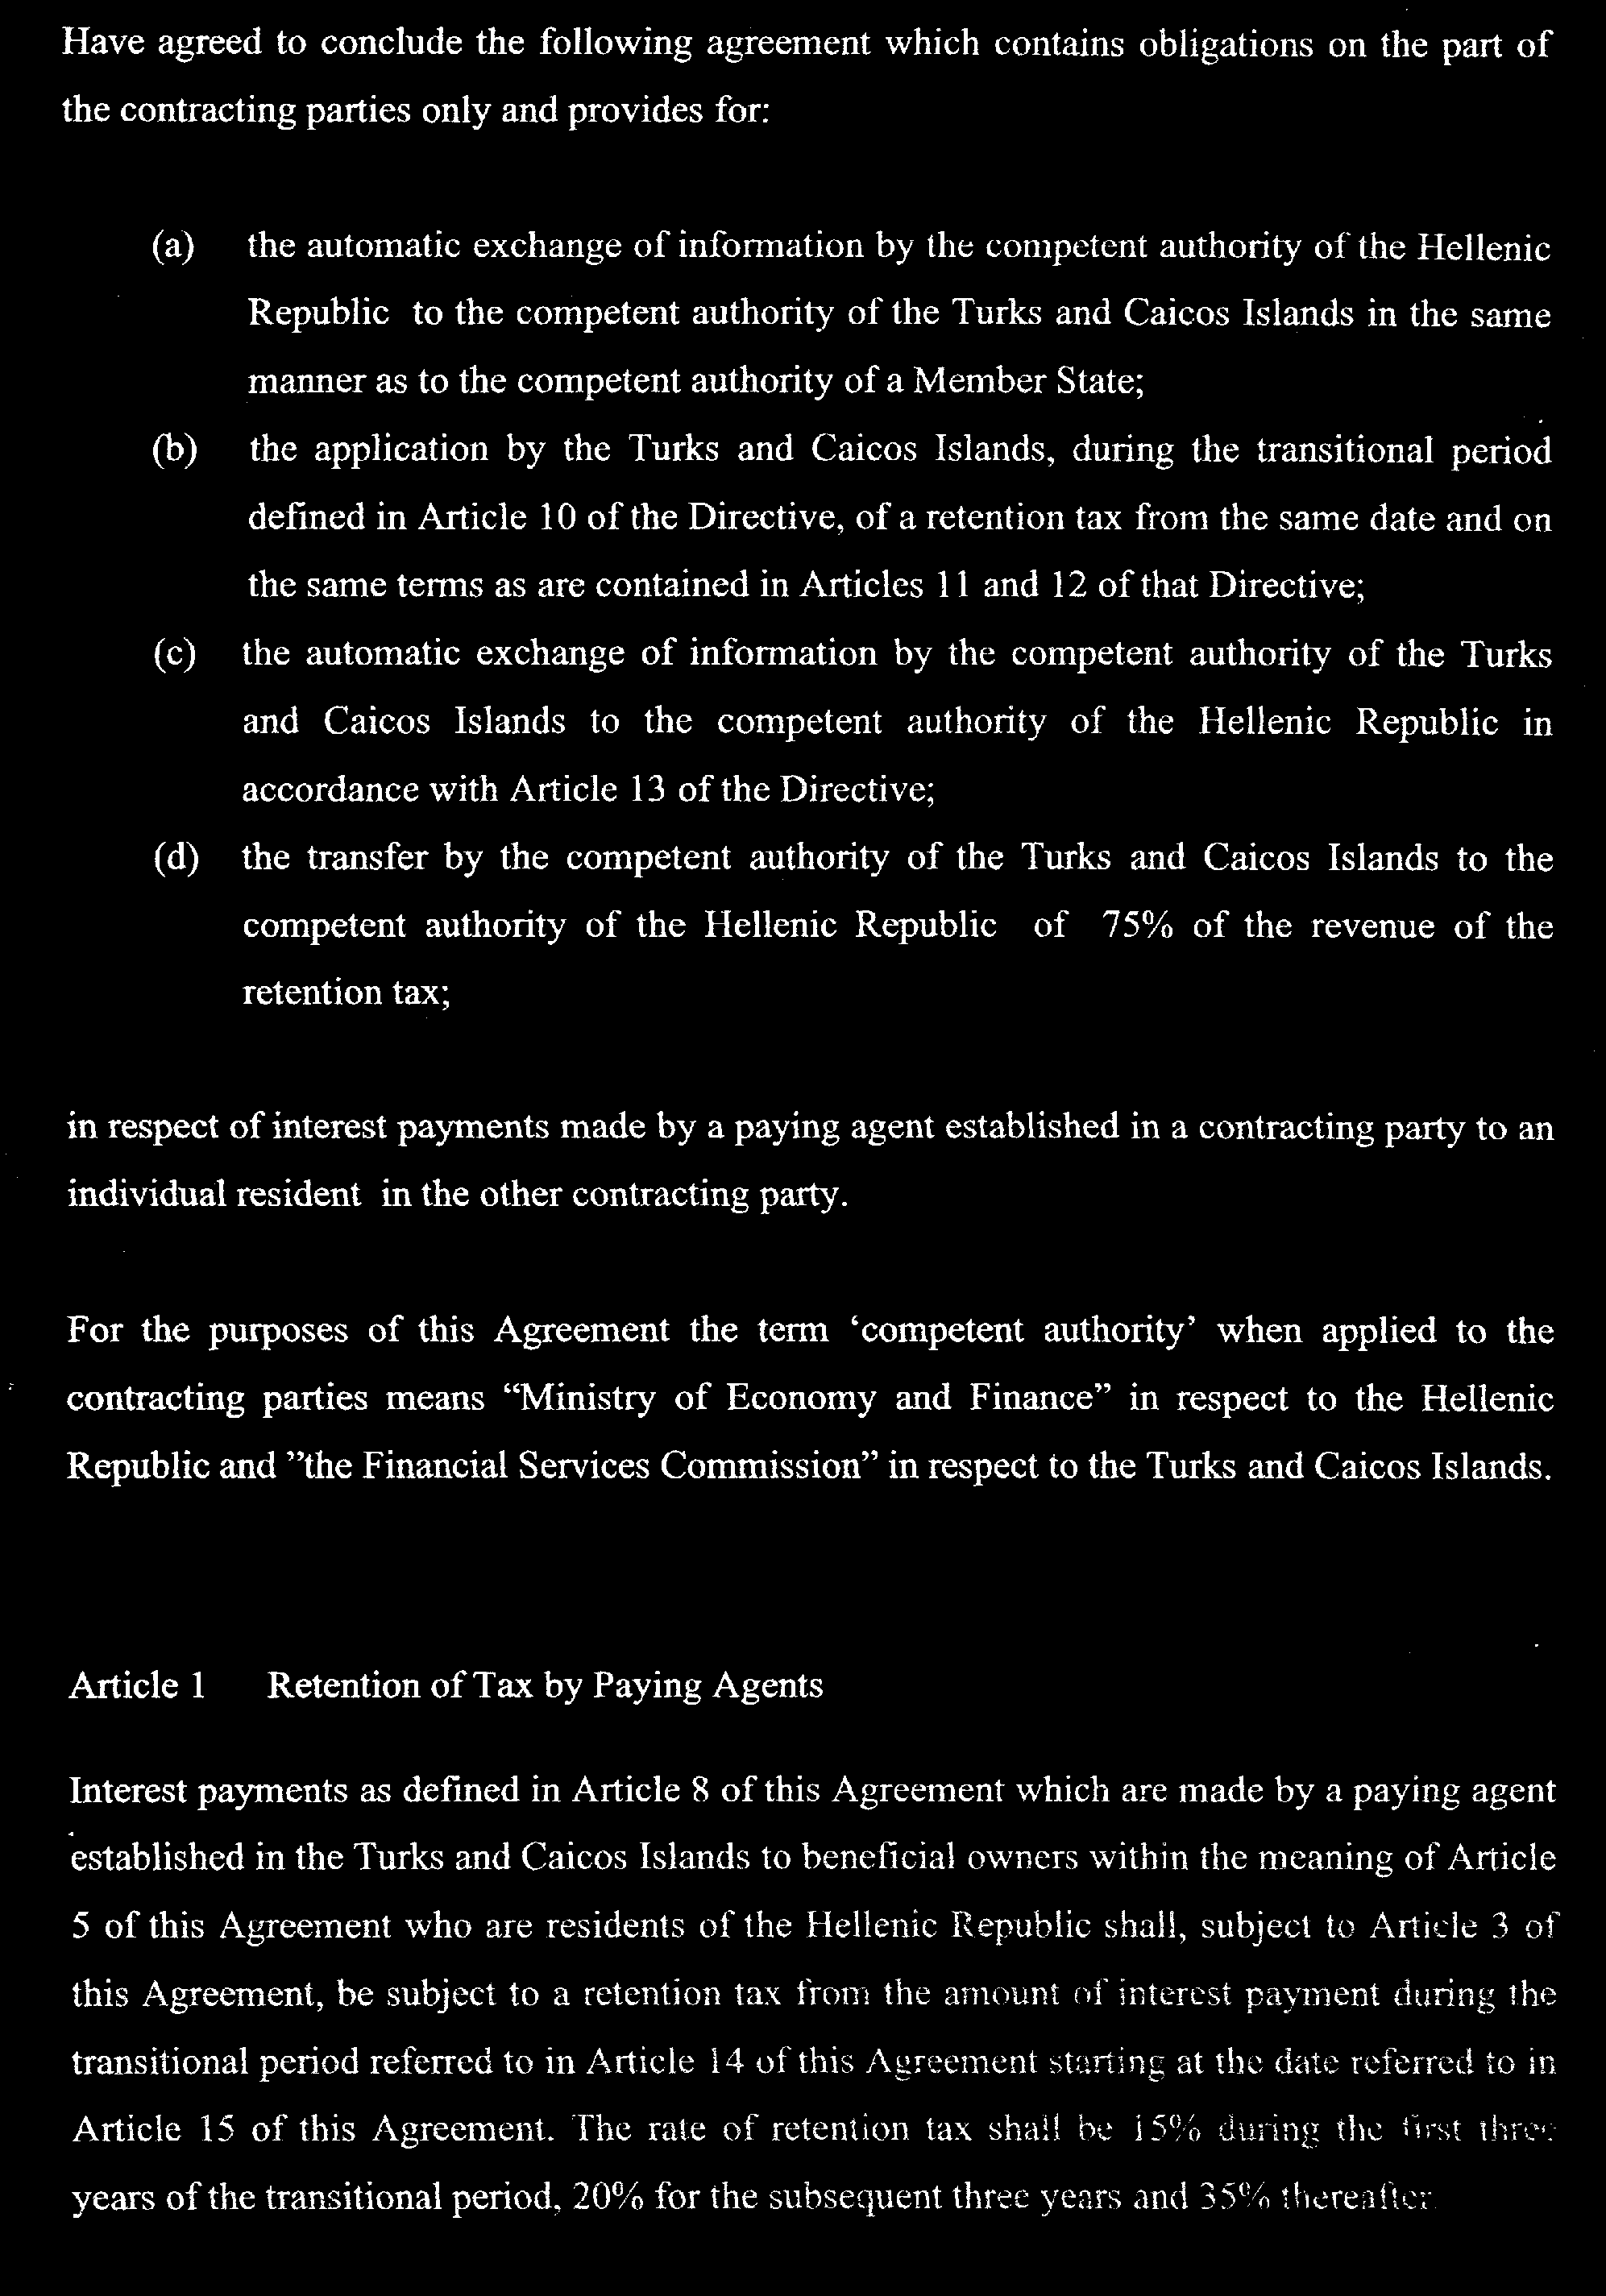 Have agreed to conclude the following agreement which contains obligations on the part of
the contracting parties only and provides for:
(a) the automatic exchange of information by the competent authority of the Hellenic
Republic to the competent authority of the Turks and Caicos Islands in the same
manner as to the competent authority of a Member State;
(b) the application by the Turks and Caicos Islands, during the transitional period
defined in Article 10 of the Directive, of a retention tax from the same date and on
the same terms as are contained in Articles 11 and 12 of that Directive;
(c) the automatic exchange of information by the competent authority of the Turks
and Caicos Islands to the competent authority of the Hellenic Republic in
accordance with Article 13 of the Directive;
(d) the transfer by the competent authority of the Turks and Caicos Islands to the
competent authority of the Hellenic Republic of 75% of the revenue of the
retention tax;
in respect of interest payments made by a paying agent established in a contracting party to an
individual resident in the other contracting party.
For the purposes of this Agreement the term ‘competent authority’ when applied to the
contracting parties means “Ministry of Economy and Finance” in respect to the Hellenic
Republic and ”the Financial Services Commission” in respect to the Turks and Caicos Islands.
Article 1 Retention of Tax by Paying Agents
Interest payments as defined in Article 8 of this Agreement which are made by a paying agent
established in the Turks and Caicos Islands to beneficial owners within the meaning of Article
5 of this Agreement who are residents of the Hellenic Republic shall, subject to Article 3 of
this Agreement, be subject to a retention tax from the amount of interest payment during the
transitional period referred to in Article 14 of this Agreement starting at the date referred to in
Article 15 of this Agreement. The rate of retention tax shall be 15% during the first three
years of the transitional period, 20% for the subsequent three years and 35% thereafter.